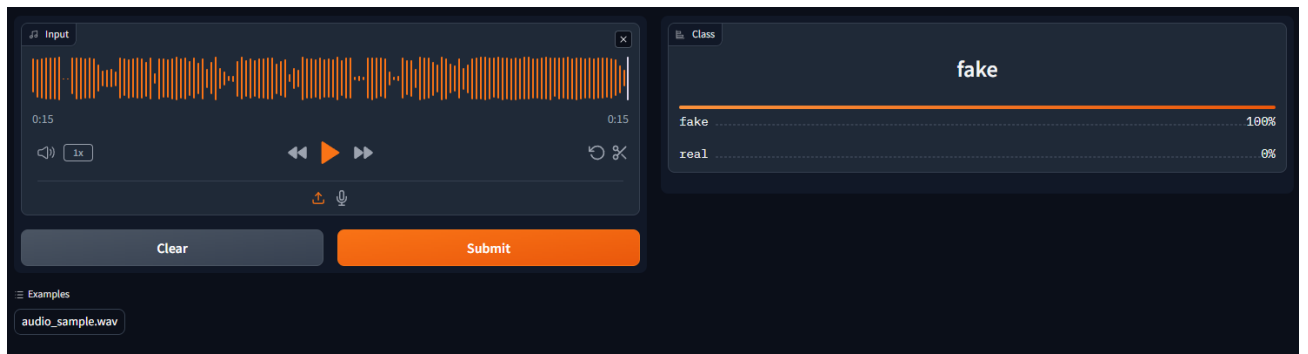 Input
0:15
0:15
1x
Clear
Submit
Examples
audio_sample.wav
Class
fake
fake 100%
real 0%